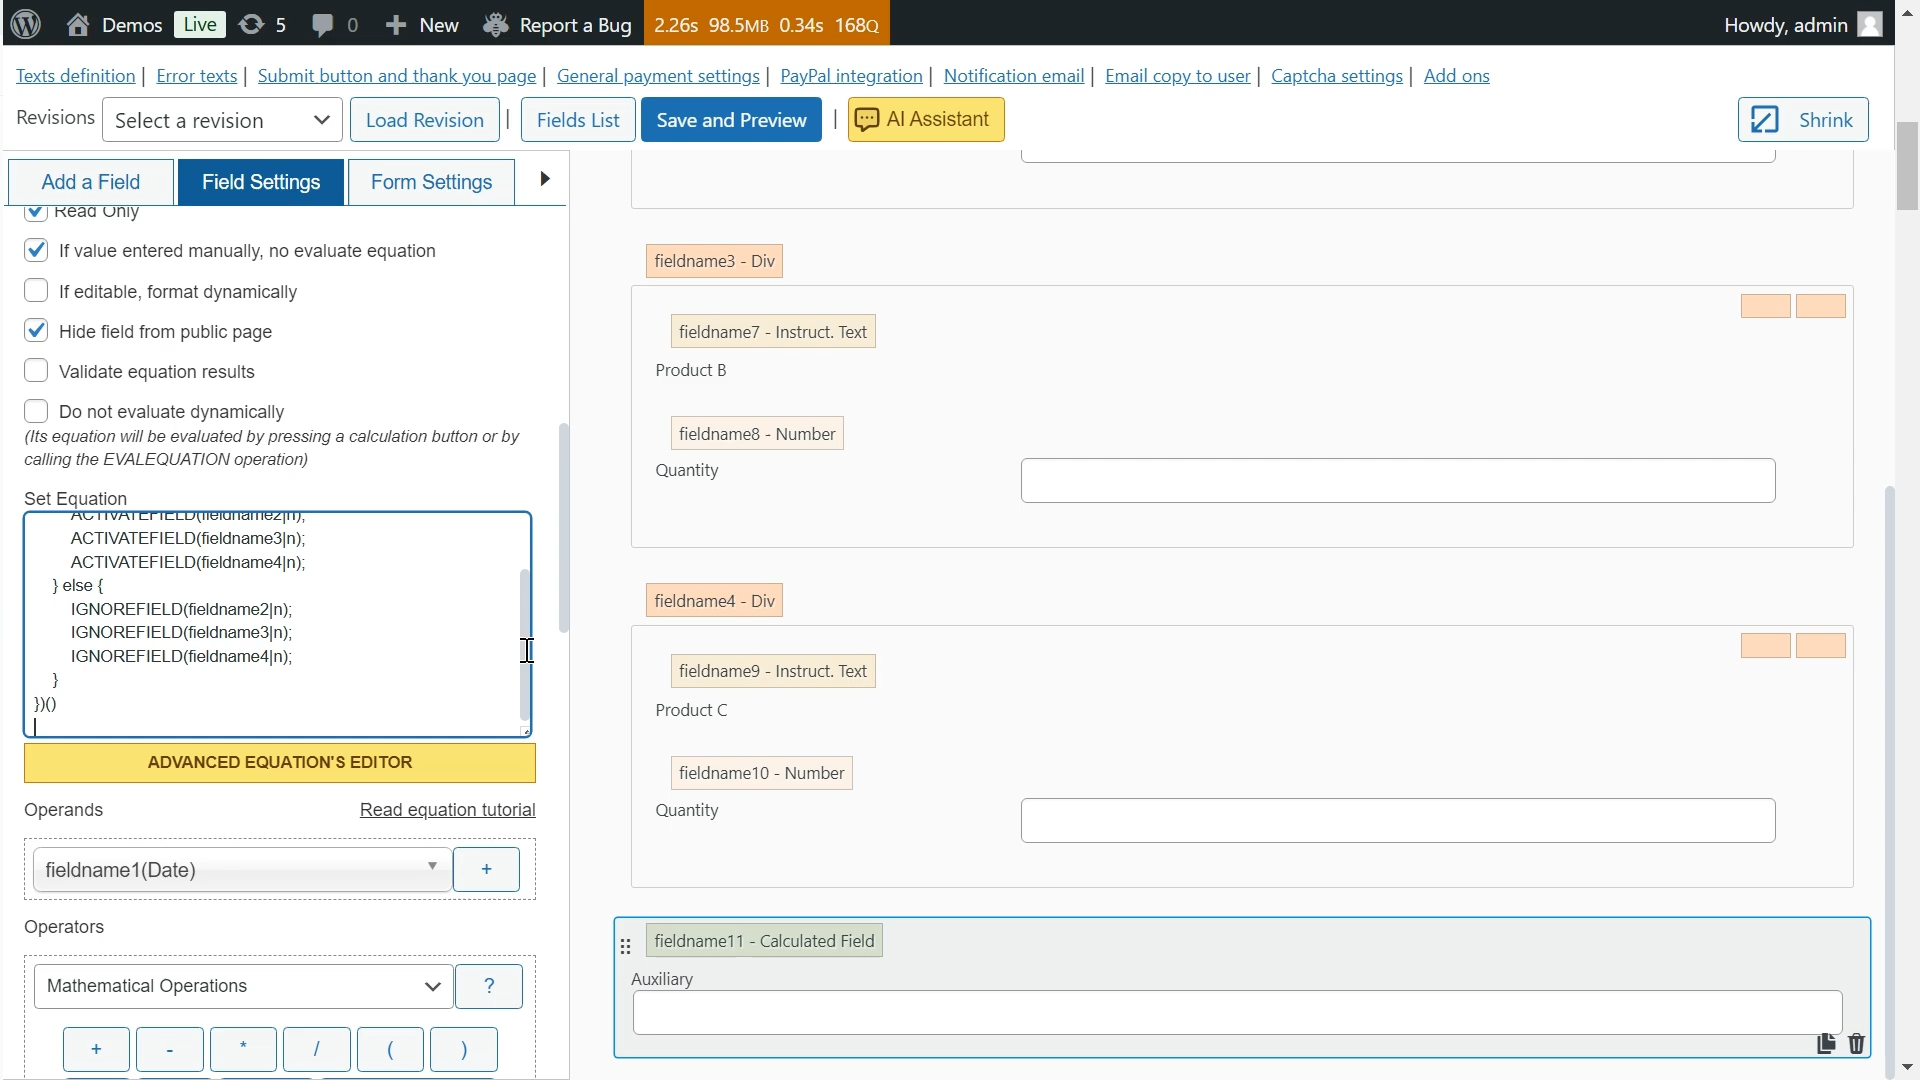 Demos Live 5 0 New Report a Bug 2.26s 98.5MB 0.34s 168Q Howdy, admin
Texts definition | Error texts | Submit button and thank you page | General payment settings | PayPal integration | Notification email | Email copy to user | Captcha settings | Add ons
Revisions Select a revision Load Revision | Fields List Save and Preview | AI Assistant Shrink
Add a Field Field Settings Form Settings
Read Only
If value entered manually, no evaluate equation
If editable, format dynamically
Hide field from public page
Validate equation results
Do not evaluate dynamically
(Its equation will be evaluated by pressing a calculation button or by
calling the EVALEQUATION operation)
Set Equation
ACTIVATEFIELD(fieldname2|n);
ACTIVATEFIELD(fieldname3|n);
ACTIVATEFIELD(fieldname4|n);
} else {
IGNOREFIELD(fieldname2|n);
IGNOREFIELD(fieldname3|n);
IGNOREFIELD(fieldname4|n);
}
})()
ADVANCED EQUATION'S EDITOR
Operands Read equation tutorial
fieldname1(Date) +
Operators
Mathematical Operations ?
+ - * / ( )
fieldname3 - Div
fieldname7 - Instruct. Text
Product B
fieldname8 - Number
Quantity
fieldname4 - Div
fieldname9 - Instruct. Text
Product C
fieldname10 - Number
Quantity
fieldname11 - Calculated Field
Auxiliary